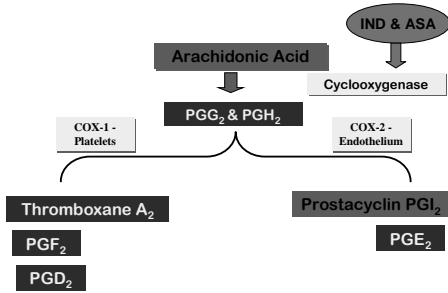 IND & ASA
Arachidonic Acid
Cyclooxygenase
PGG₂ & PGH₂
COX-1 -
Platelets
COX-2 -
Endothelium
Thromboxane A₂
Prostacyclin PGI₂
PGF₂
PGE₂
PGD₂